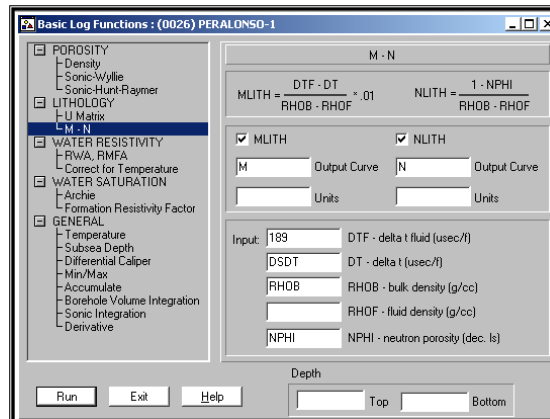 Basic Log Functions : (0026) PERALONSO-1
POROSITY
Density
Sonic-Wyllie
Sonic-Hunt-Raymer
LITHOLOGY
U Matrix
M - N
WATER RESISTIVITY
RWA, RMFA
Correct for Temperature
WATER SATURATION
Archie
Formation Resistivity Factor
GENERAL
Temperature
Subsea Depth
Differential Caliper
Min/Max
Accumulate
Borehole Volume Integration
Sonic Integration
Derivative
M - N
MLITH = DTF - DT / RHOB - RHOF * .01
NLITH = 1 - NPHI / RHOB - RHOF
MLITH NLITH
M Output Curve N Output Curve
Units Units
Input: 189 DTF - delta t fluid (usec/f)
DSDT DT - delta t (usec/f)
RHOB RHOB - bulk density (g/cc)
RHOF - fluid density (g/cc)
NPHI NPHI - neutron porosity (dec. ls)
Run Exit Help
Depth
Top Bottom